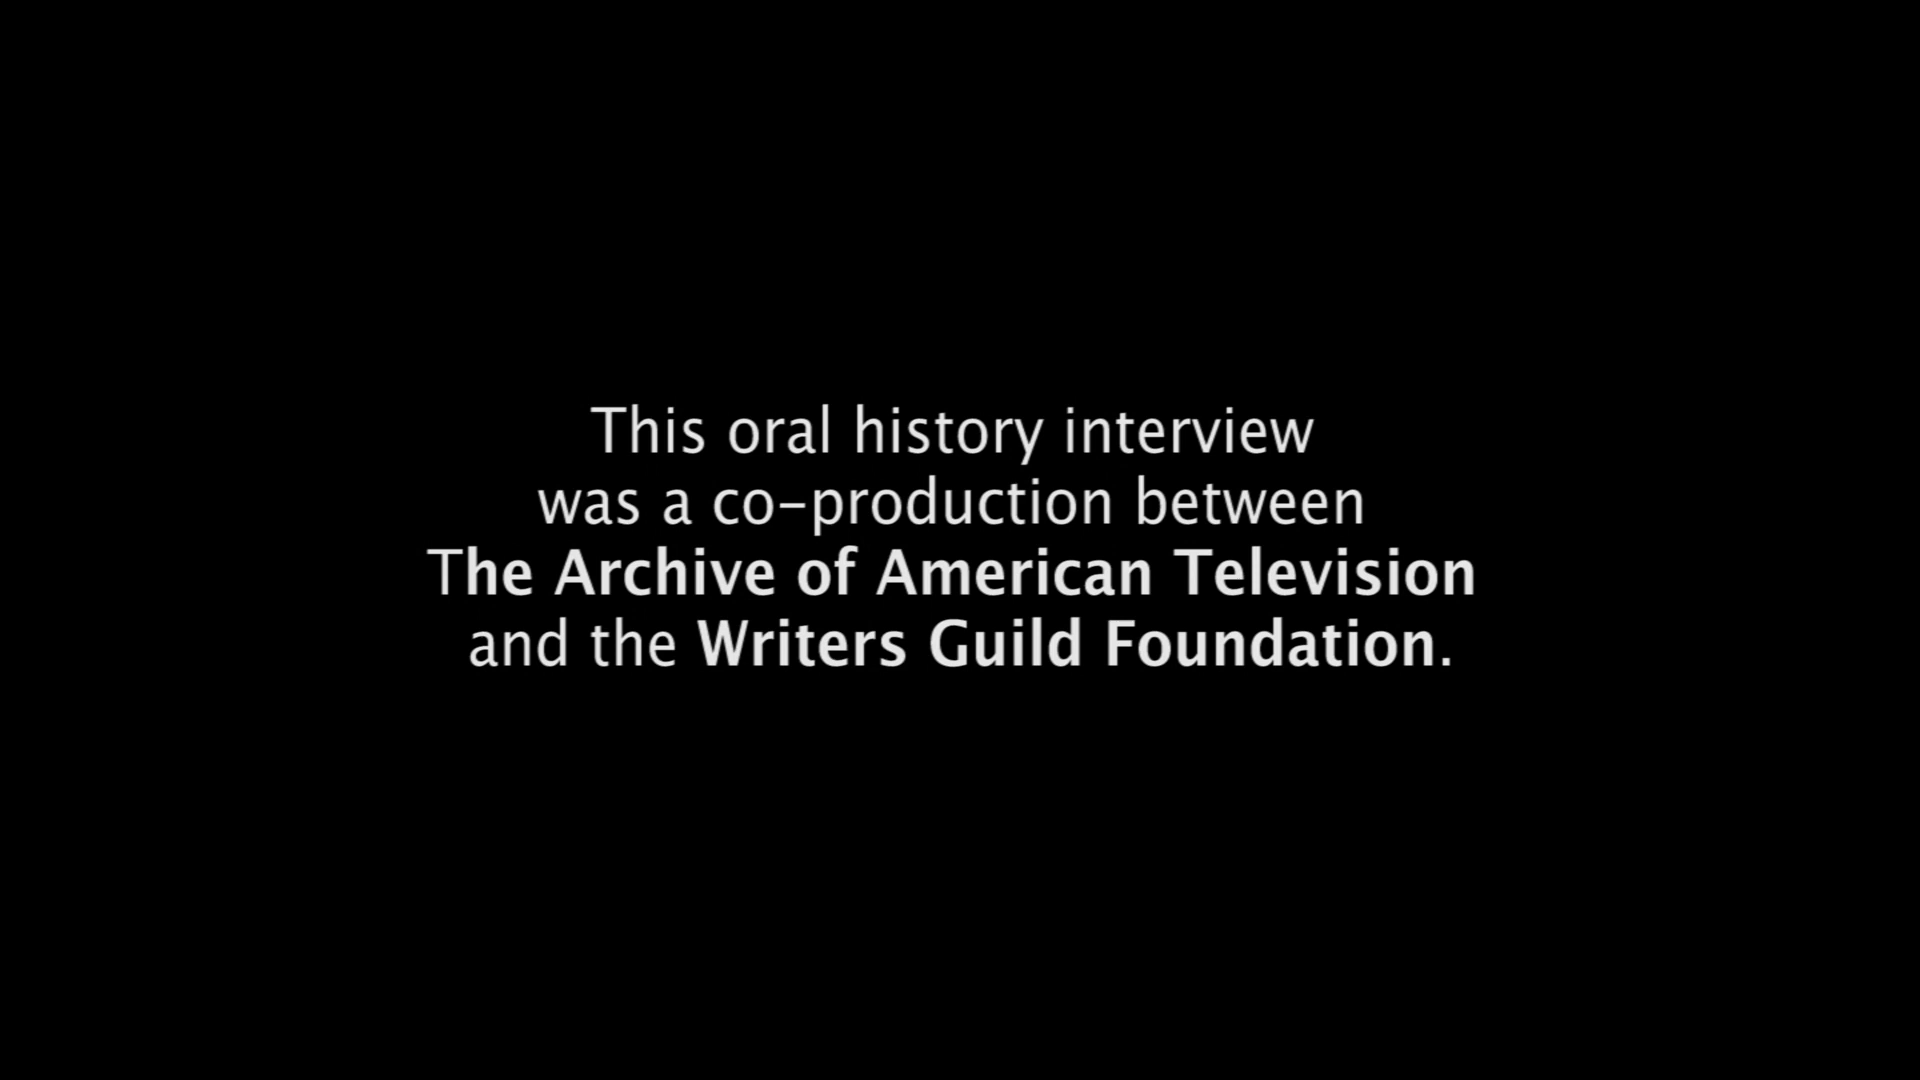 This oral history interview
was a co-production between
The Archive of American Television
and the Writers Guild Foundation.